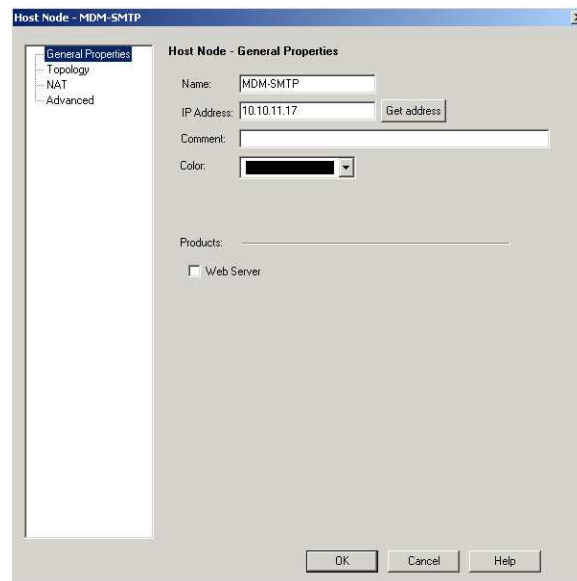 Host Node - MDM-SMTP
General Properties
Topology
NAT
Advanced
Host Node - General Properties
Name: MDM-SMTP
IP Address: 10.10.11.17 Get address
Comment:
Color:
Products:
Web Server
OK Cancel Help